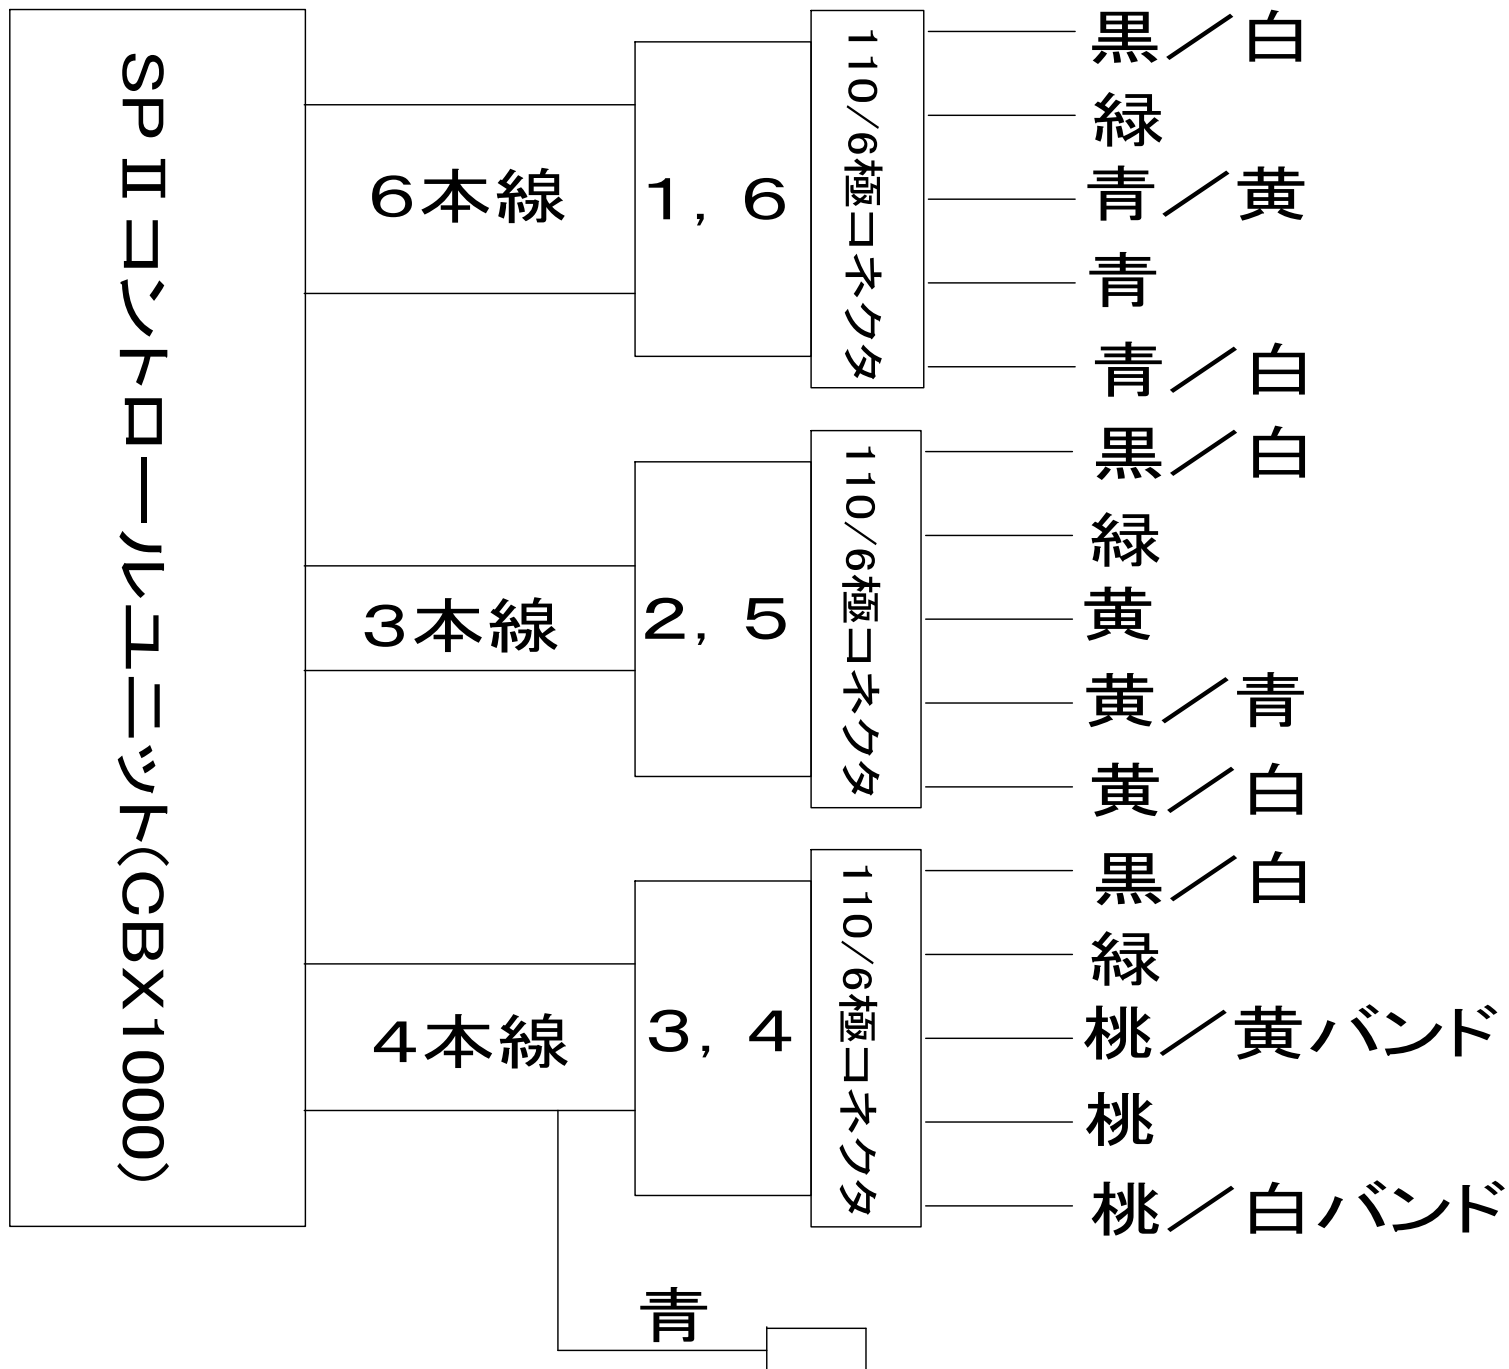 SPⅡコントロールユニット(CBX1000)
6本線
1,6
110/6極コネクタ
黒/白
緑
青/黄
青
青/白
3本線
2,5
110/6極コネクタ
黒/白
緑
黄
黄/青
黄/白
4本線
3,4
110/6極コネクタ
黒/白
緑
桃/黄バンド
桃
桃/白バンド
青